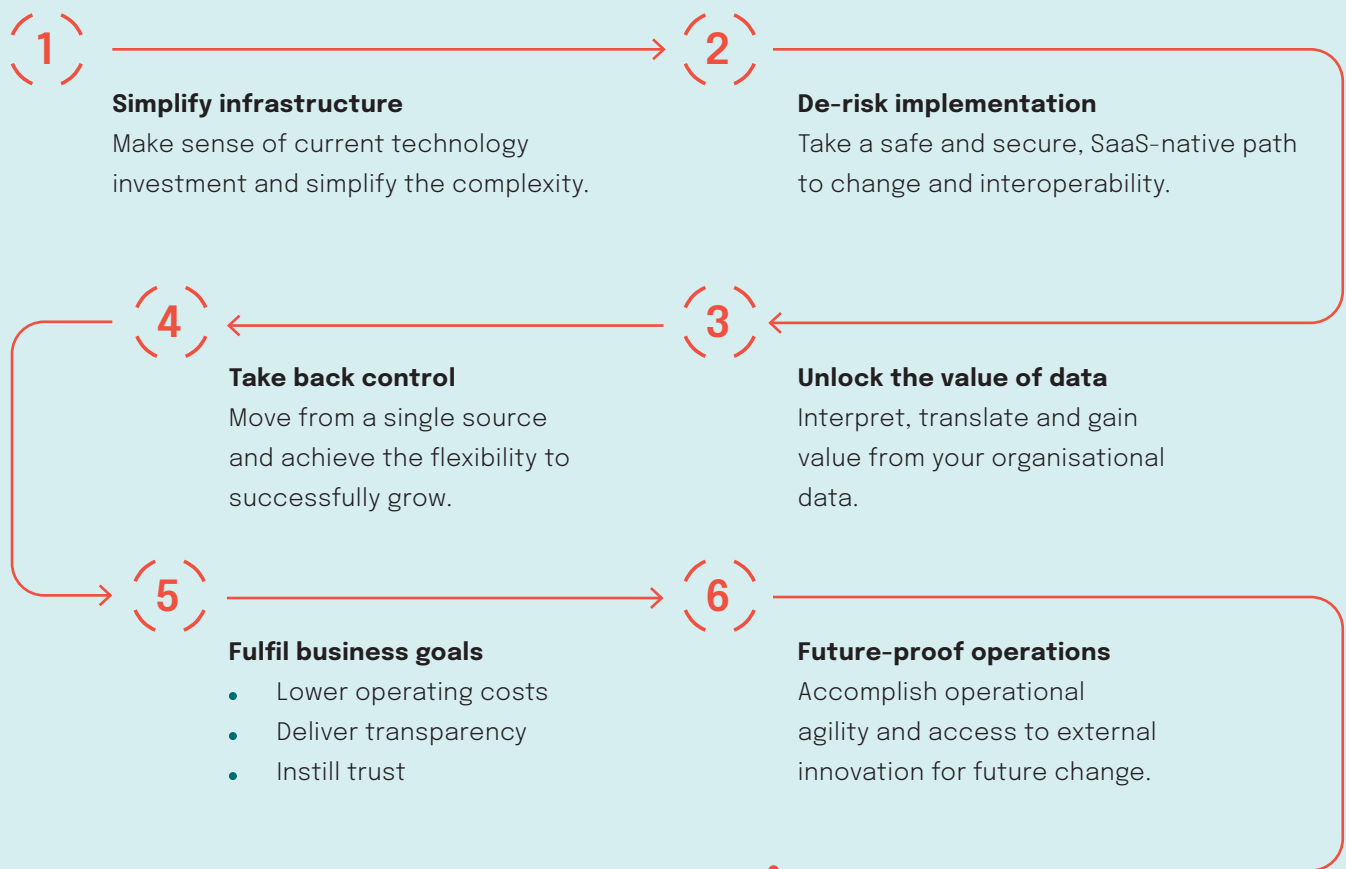 1
Simplify infrastructure
Make sense of current technology
investment and simplify the complexity.
2
De-risk implementation
Take a safe and secure, SaaS-native path
to change and interoperability.
3
Unlock the value of data
Interpret, translate and gain
value from your organisational
data.
4
Take back control
Move from a single source
and achieve the flexibility to
successfully grow.
5
Fulfil business goals
• Lower operating costs
• Deliver transparency
• Instill trust
6
Future-proof operations
Accomplish operational
agility and access to external
innovation for future change.